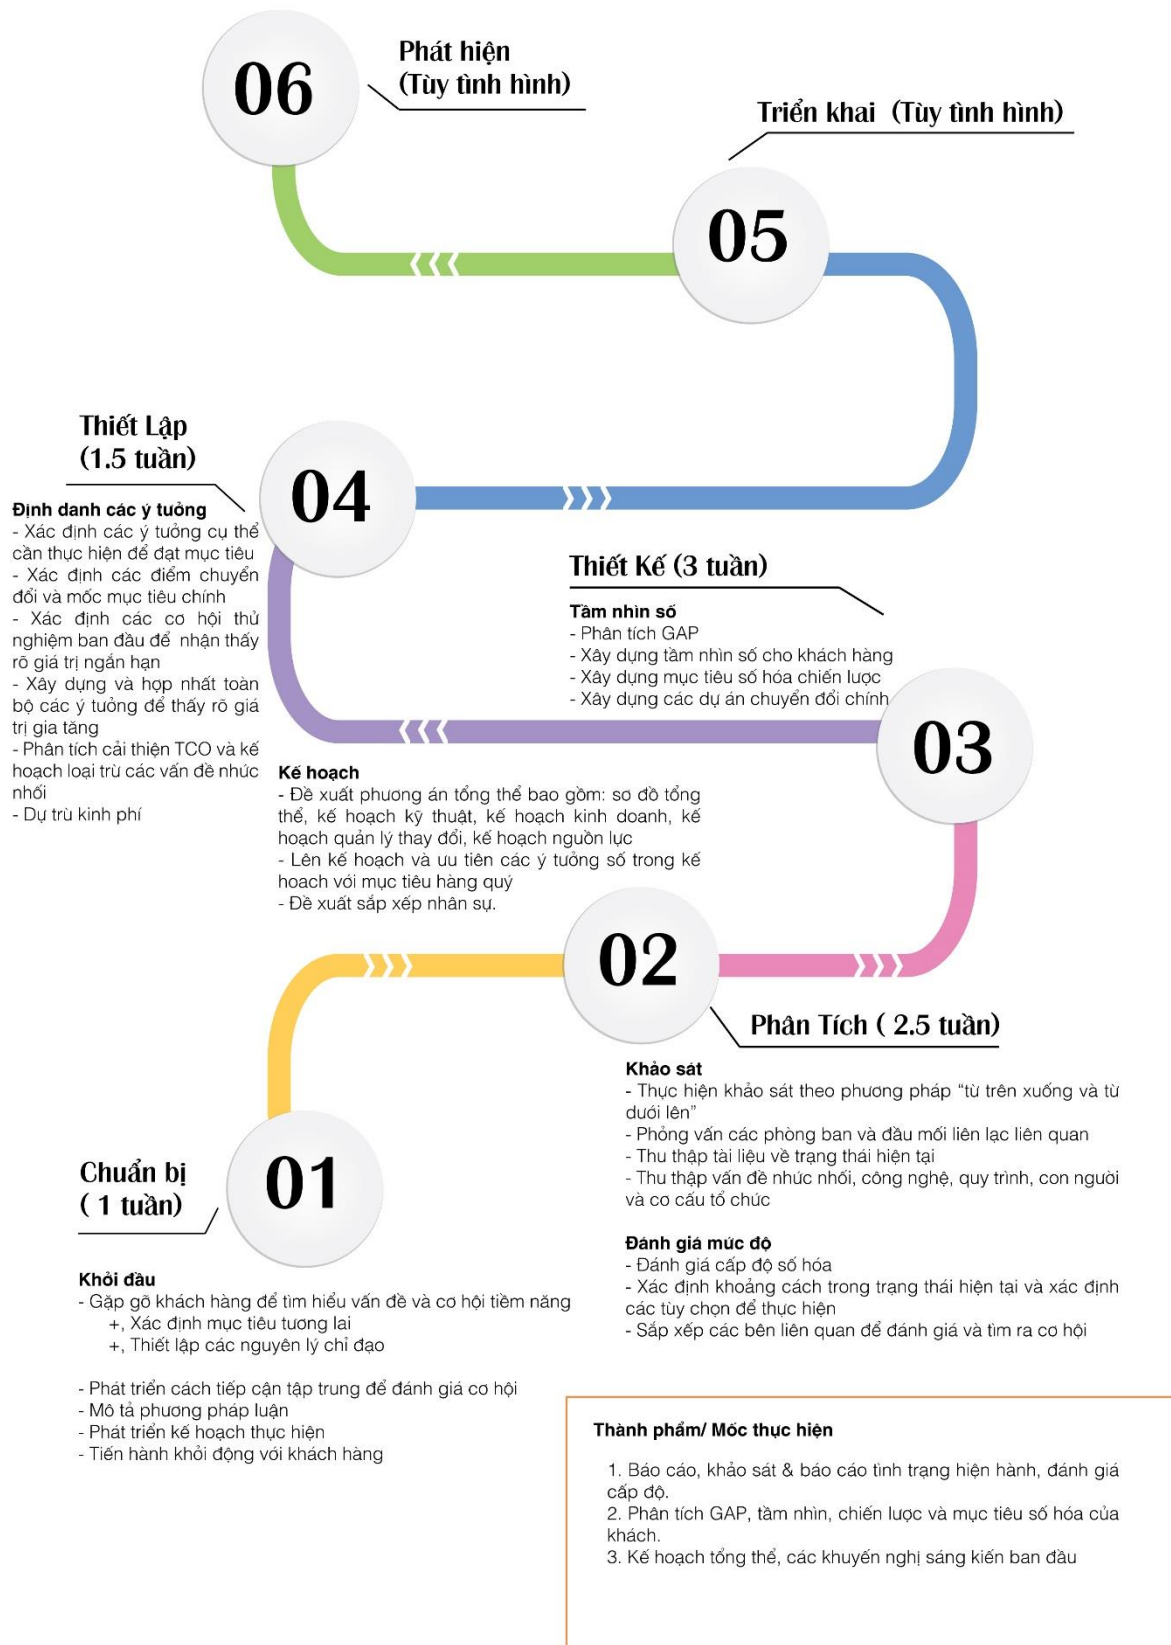 06
Phát hiện
(Tùy tình hình)
Triển khai (Tùy tình hình)
05
Thiết Lập
(1.5 tuần)
04
Định danh các ý tưởng
- Xác định các ý tưởng cụ thể
cần thực hiện để đạt mục tiêu
- Xác định các điểm chuyển
đổi và mốc mục tiêu chính
- Xác định các cơ hội thử
nghiệm ban đầu để nhận thấy
rõ giá trị ngắn hạn
- Xây dựng và hợp nhất toàn
bộ các ý tưởng để thấy rõ giá
trị gia tăng
- Phân tích cải thiện TCO và kế
hoạch loại trừ các vấn đề nhức
nhối
- Dự trù kinh phí
Thiết Kế (3 tuần)
Tầm nhìn số
- Phân tích GAP
- Xây dựng tầm nhìn số cho khách hàng
- Xây dựng mục tiêu số hóa chiến lược
- Xây dựng các dự án chuyển đổi chính
03
Kế hoạch
- Đề xuất phương án tổng thể bao gồm: sơ đồ tổng
thể, kế hoạch kỹ thuật, kế hoạch kinh doanh, kế
hoạch quản lý thay đổi, kế hoạch nguồn lực
- Lên kế hoạch và ưu tiên các ý tưởng số trong kế
hoach với mục tiêu hàng quý
- Đề xuất sắp xếp nhân sự.
02
Phân Tích ( 2.5 tuần)
Khảo sát
- Thực hiện khảo sát theo phương pháp “từ trên xuống và từ
dưới lên”
- Phỏng vấn các phòng ban và đầu mối liên lạc liên quan
- Thu thập tài liệu về trạng thái hiện tại
- Thu thập vấn đề nhức nhối, công nghệ, quy trình, con người
và cơ cấu tổ chức
Đánh giá mức độ
- Đánh giá cấp độ số hóa
- Xác định khoảng cách trong trạng thái hiện tại và xác định
các tùy chọn để thực hiện
- Sắp xếp các bên liên quan để đánh giá và tìm ra cơ hội
Chuẩn bị
( 1 tuần)
01
Khởi đầu
- Gặp gỡ khách hàng để tìm hiểu vấn đề và cơ hội tiềm năng
+, Xác định mục tiêu tương lai
+, Thiết lập các nguyên lý chỉ đạo
- Phát triển cách tiếp cận tập trung để đánh giá cơ hội
- Mô tả phương pháp luận
- Phát triển kế hoạch thực hiện
- Tiến hành khởi động với khách hàng
Thành phẩm/ Mốc thực hiện
1. Báo cáo, khảo sát & báo cáo tình trạng hiện hành, đánh giá
cấp độ.
2. Phân tích GAP, tầm nhìn, chiến lược và mục tiêu số hóa của
khách.
3. Kế hoạch tổng thể, các khuyến nghị sáng kiến ban đầu